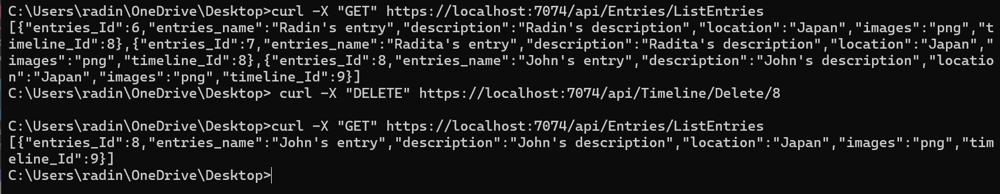 C:\Users\radin\OneDrive\Desktop>curl -X "GET" https://localhost:7074/api/Entries/ListEntries
[{"entries_Id":6,"entries_name":"Radin's entry","description":"Radin's description","location":"Japan","images":"png","t
imeline_Id":8},{"entries_Id":7,"entries_name":"Radita's entry","description":"Radita's description","location":"Japan","
images":"png","timeline_Id":8},{"entries_Id":8,"entries_name":"John's entry","description":"John's description","locatio
n":"Japan","images":"png","timeline_Id":9}]
C:\Users\radin\OneDrive\Desktop> curl -X "DELETE" https://localhost:7074/api/Timeline/Delete/8
C:\Users\radin\OneDrive\Desktop>curl -X "GET" https://localhost:7074/api/Entries/ListEntries
[{"entries_Id":8,"entries_name":"John's entry","description":"John's description","location":"Japan","images":"png","tim
eline_Id":9}]
C:\Users\radin\OneDrive\Desktop>